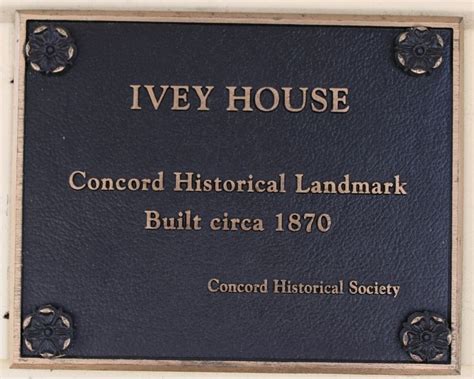 IVEY HOUSE
Concord Historical Landmark
Built circa 1870
Concord Historical Society